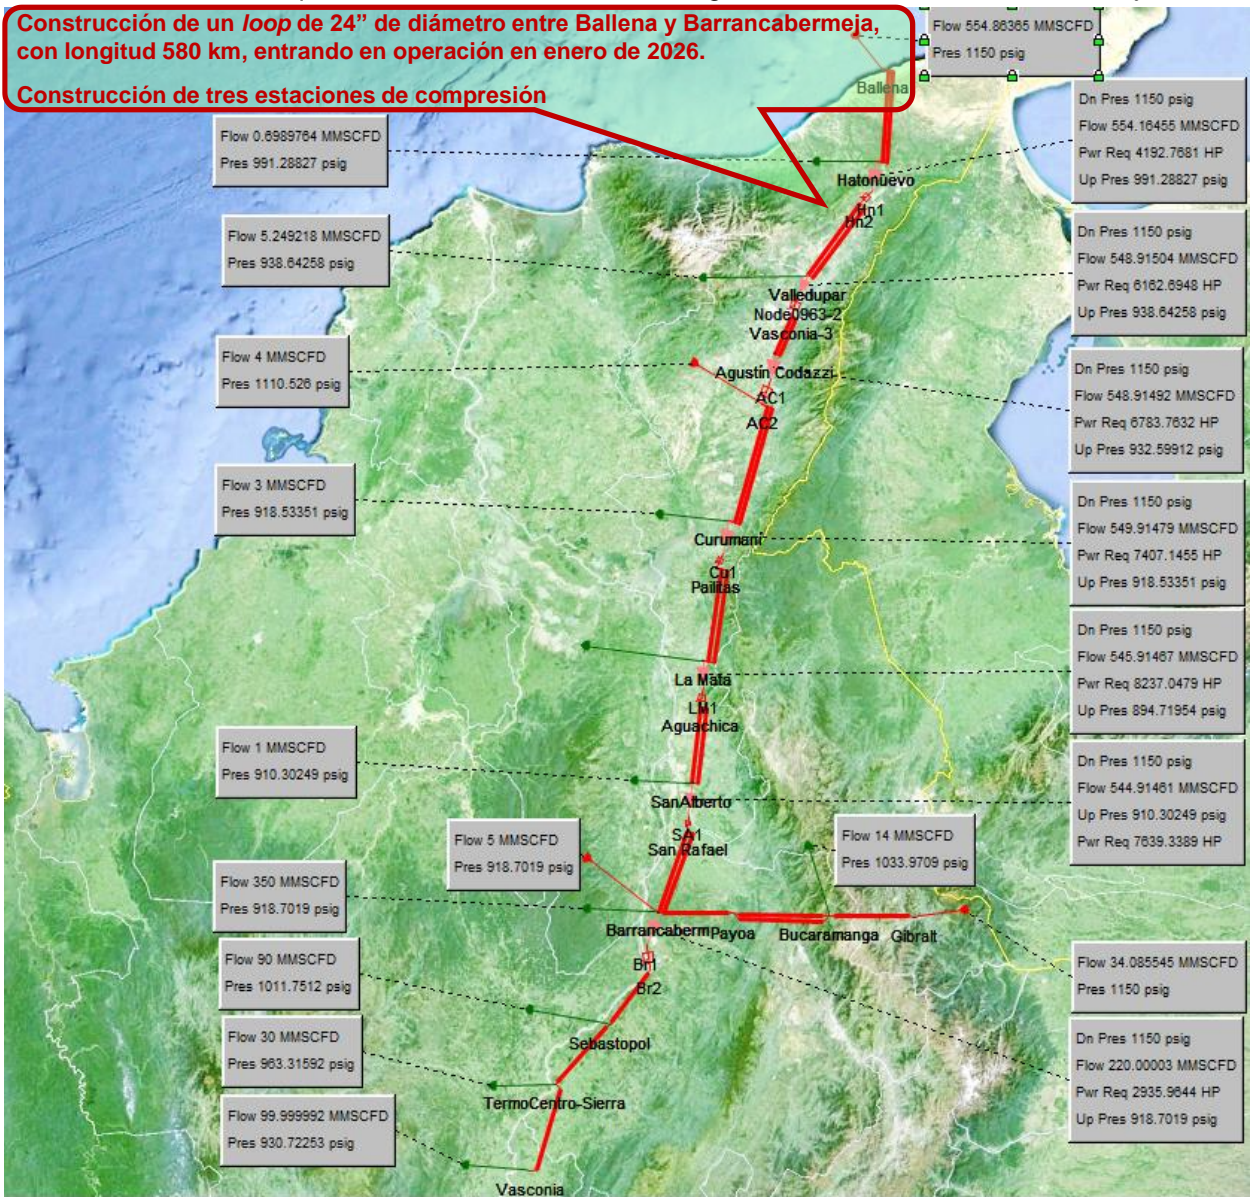 Construcción de un loop de 24” de diámetro entre Ballena y Barrancabermeja,
con longitud 580 km, entrando en operación en enero de 2026.
Construcción de tres estaciones de compresión
Flow 554.86365 MMSCFD
Pres 1150 psig
Ballena
Dn Pres 1150 psig
Flow 554.16455 MMSCFD
Pwr Req 4192.7681 HP
Up Pres 991.28827 psig
Flow 0.6989764 MMSCFD
Pres 991.28827 psig
Hatonuevo
Hn1
Hn2
Flow 5.249218 MMSCFD
Pres 938.64258 psig
Dn Pres 1150 psig
Flow 548.91504 MMSCFD
Pwr Req 6162.6948 HP
Up Pres 938.64258 psig
Valledupar
Node0963-2
Vasconia-3
Flow 4 MMSCFD
Pres 1110.526 psig
Agustin Codazzi
AC1
AC2
Dn Pres 1150 psig
Flow 548.91492 MMSCFD
Pwr Req 6783.7632 HP
Up Pres 932.59912 psig
Flow 3 MMSCFD
Pres 918.53351 psig
Curumani
Cu1
Pailitas
Dn Pres 1150 psig
Flow 549.91479 MMSCFD
Pwr Req 7407.1455 HP
Up Pres 918.53351 psig
La Mata
LM1
Aguachica
Dn Pres 1150 psig
Flow 545.91467 MMSCFD
Pwr Req 8237.0479 HP
Up Pres 894.71954 psig
Flow 1 MMSCFD
Pres 910.30249 psig
SanAlberto
SA1
San Rafael
Dn Pres 1150 psig
Flow 544.91461 MMSCFD
Up Pres 910.30249 psig
Pwr Req 7639.3389 HP
Flow 5 MMSCFD
Pres 918.7019 psig
Flow 14 MMSCFD
Pres 1033.9709 psig
Flow 350 MMSCFD
Pres 918.7019 psig
Barrancaberm
Payoa
Bucaramanga
Gibralt
Br1
Br2
Flow 90 MMSCFD
Pres 1011.7512 psig
Flow 34.085545 MMSCFD
Pres 1150 psig
Sebastopol
Flow 30 MMSCFD
Pres 963.31592 psig
Dn Pres 1150 psig
Flow 220.00003 MMSCFD
Pwr Req 2935.9644 HP
Up Pres 918.7019 psig
TermoCentro-Sierra
Flow 99.999992 MMSCFD
Pres 930.72253 psig
Vasconia